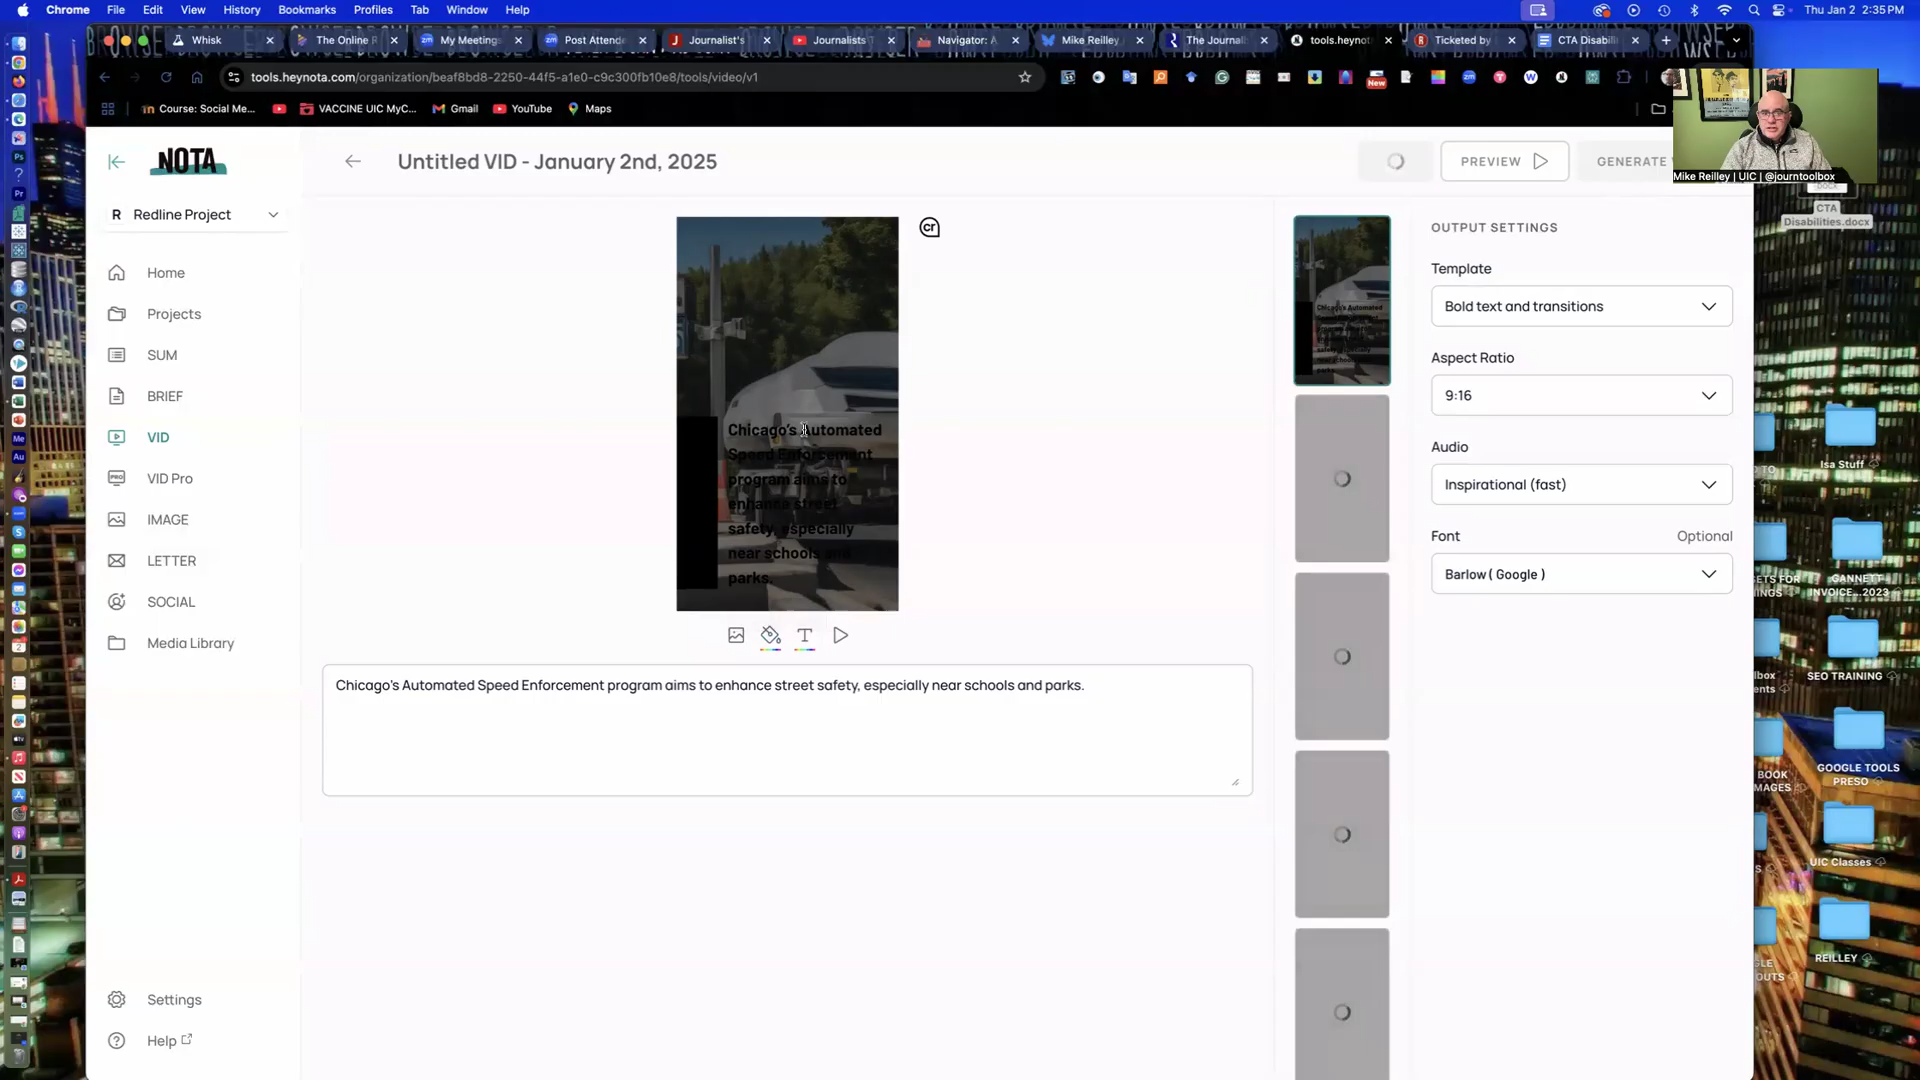 Chrome File Edit View History Bookmarks Profiles Tab Window Help Thu Jan 2 2:35 PM
Whisk The Online My Meeting Post Attende Journalist's Journalists Navigator: A Mike Reilley The Journal tools.heynot Ticketed by CTA Disabili
tools.heynota.com/organization/beaf8bd8-2250-44f5-a1e0-c9c300fb10e8/tools/video/v1
New
Course: Social Me... VACCINE UIC MyC... Gmail YouTube Maps
Mike Reilley | UIC | @journtoolbox
NOTA
Untitled VID - January 2nd, 2025
PREVIEW
GENERATE
R Redline Project
Home
Projects
SUM
BRIEF
VID
VID Pro
IMAGE
LETTER
SOCIAL
Media Library
Settings
Help
cr
Chicago's Automated
Speed Enforcement
program aims to
enhance street
safety, especially
near schools and
parks.
Chicago's Automated Speed Enforcement program aims to enhance street safety, especially near schools and parks.
Chicago's Automated
OUTPUT SETTINGS
Template
Bold text and transitions
Aspect Ratio
9:16
Audio
Inspirational (fast)
Font Optional
Barlow ( Google )
CTA
Disabilities.docx
Isa Stuff
GANNETT
INVOICE...2023
SEO TRAINING
BOOK
GOOGLE TOOLS
PRESO
UIC Classes
REILLEY